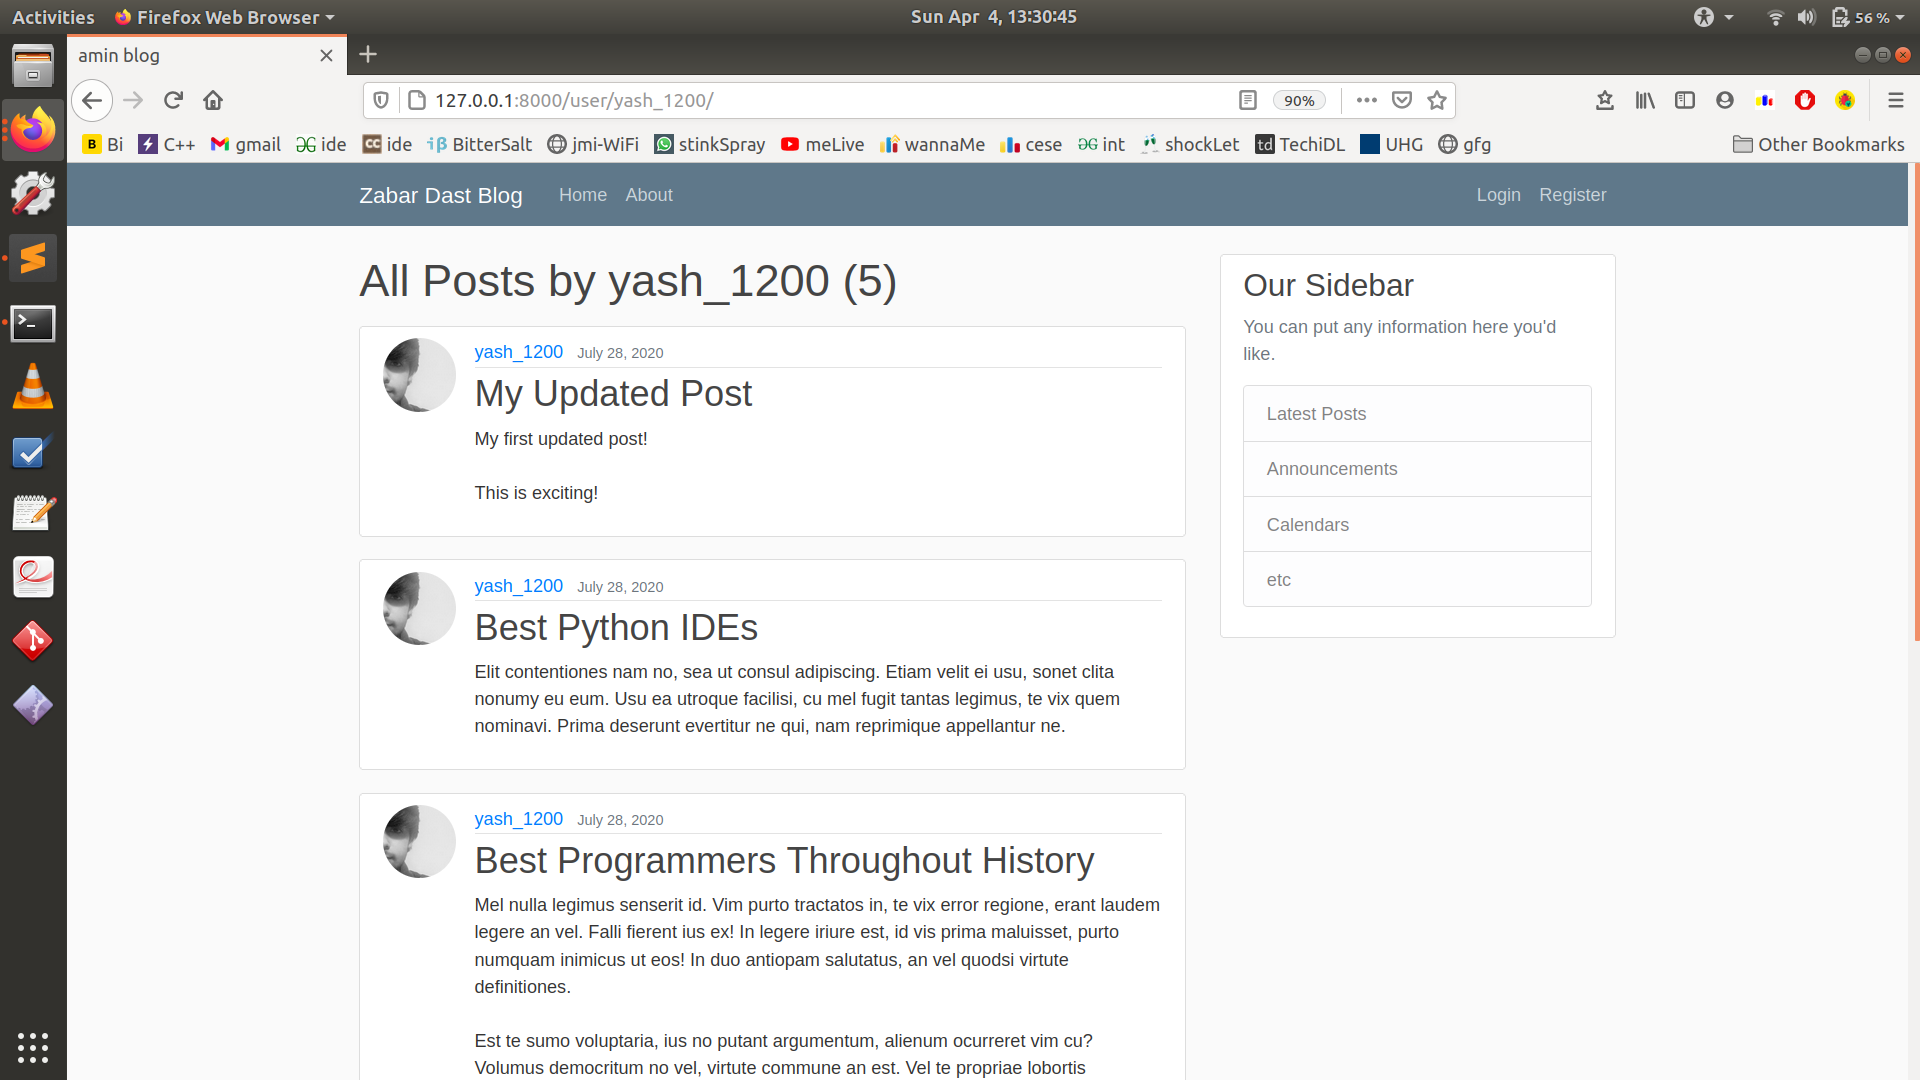 Activities Firefox Web Browser Sun Apr 4, 13:30:45 56 %
amin blog
127.0.0.1:8000/user/yash_1200/ 90%
B Bi C++ gmail ide CC ide iβ BitterSalt jmi-WiFi stinkSpray meLive wannaMe cese int shockLet td TechiDL UHG gfg Other Bookmarks
Zabar Dast Blog Home About Login Register
All Posts by yash_1200 (5)
yash_1200 July 28, 2020
My Updated Post
My first updated post!
This is exciting!
yash_1200 July 28, 2020
Best Python IDEs
Elit contentiones nam no, sea ut consul adipiscing. Etiam velit ei usu, sonet clita
nonumy eu eum. Usu ea utroque facilisi, cu mel fugit tantas legimus, te vix quem
nominavi. Prima deserunt evertitur ne qui, nam reprimique appellantur ne.
yash_1200 July 28, 2020
Best Programmers Throughout History
Mel nulla legimus senserit id. Vim purto tractatos in, te vix error regione, erant laudem
legere an vel. Falli fierent ius ex! In legere iriure est, id vis prima maluisset, purto
numquam inimicus ut eos! In duo antiopam salutatus, an vel quodsi virtute
definitiones.
Est te sumo voluptaria, ius no putant argumentum, alienum ocurreret vim cu?
Volumus democritum no vel, virtute commune an est. Vel te propriae lobortis
Our Sidebar
You can put any information here you'd
like.
Latest Posts
Announcements
Calendars
etc